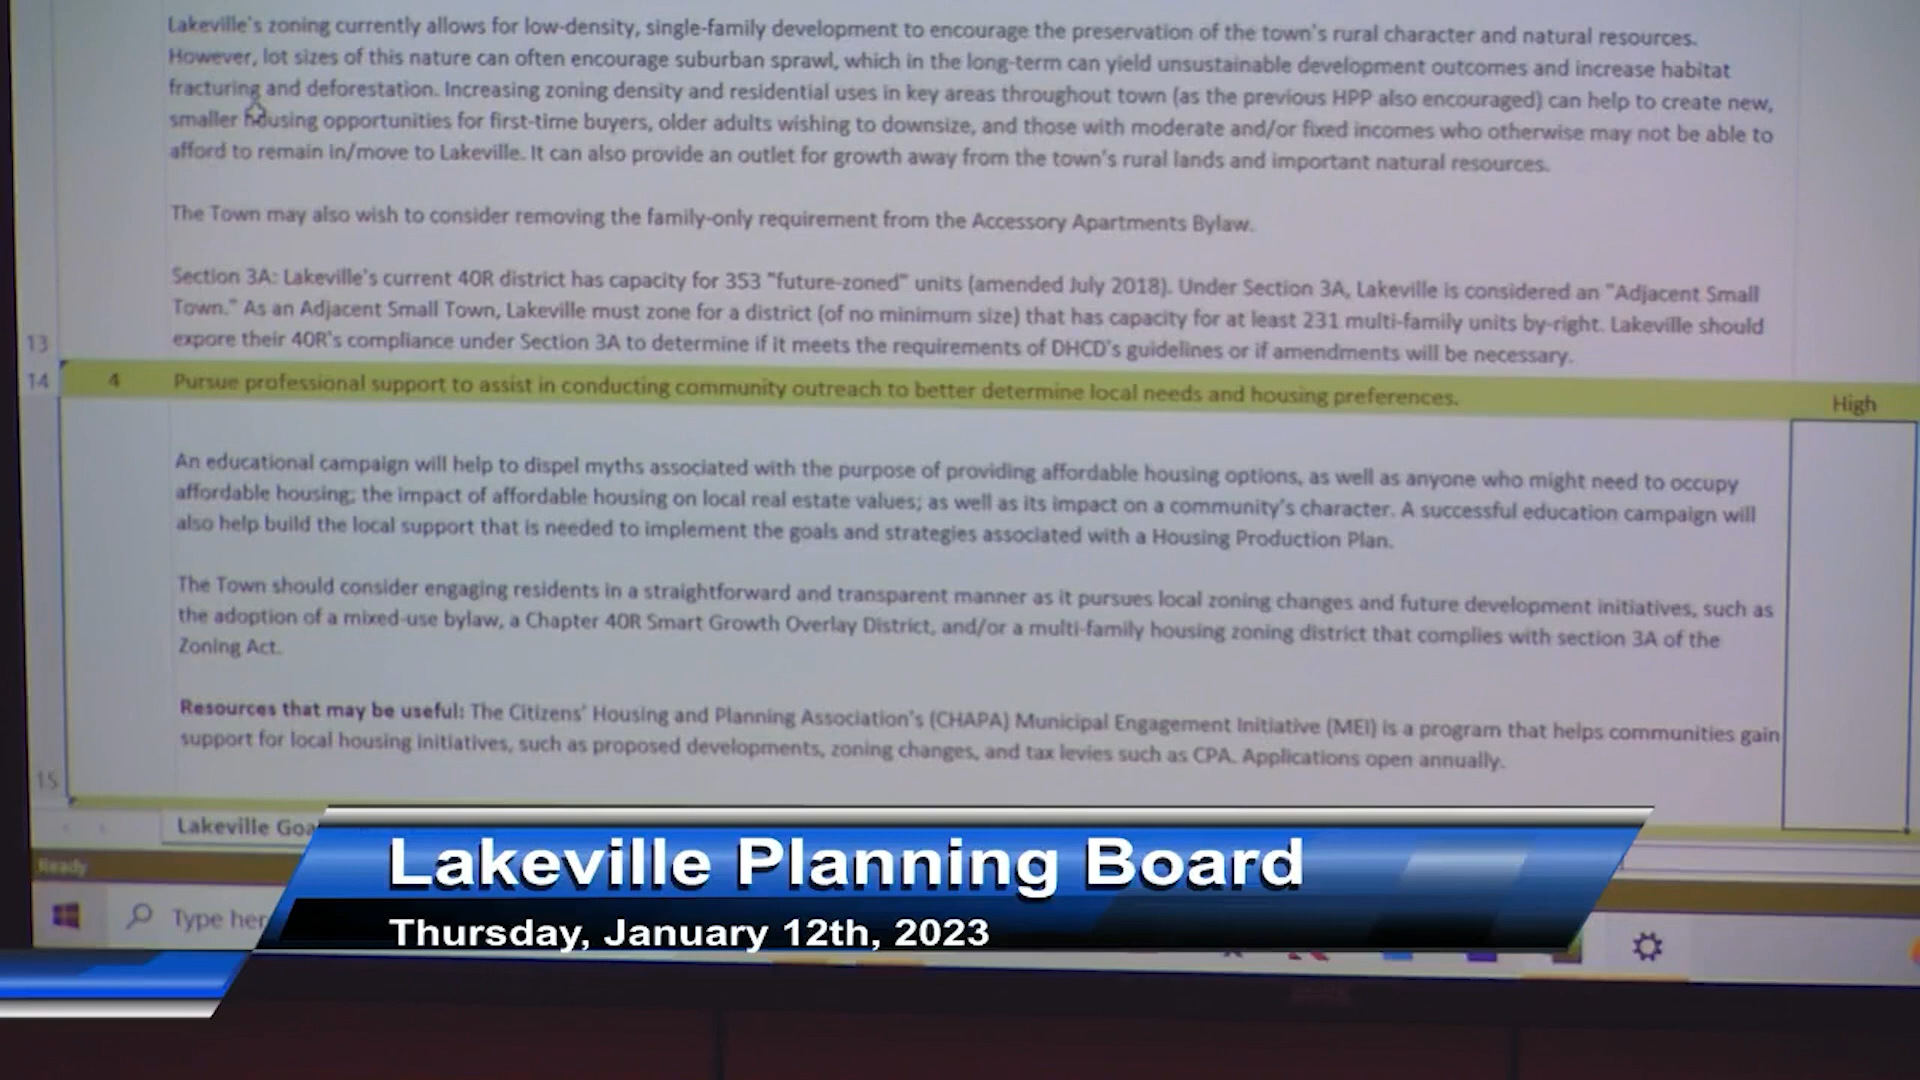 Lakeville's zoning currently allows for low-density, single-family development to encourage the preservation of the town's rural character and natural resources.
However, lot sizes of this nature can often encourage suburban sprawl, which in the long-term can yield unsustainable development outcomes and increase habitat
fracturing and deforestation. Increasing zoning density and residential uses in key areas throughout town (as the previous HPP also encouraged) can help to create new,
smaller housing opportunities for first-time buyers, older adults wishing to downsize, and those with moderate and/or fixed incomes who otherwise may not be able to
afford to remain in/move to Lakeville. It can also provide an outlet for growth away from the town's rural lands and important natural resources.
The Town may also wish to consider removing the family-only requirement from the Accessory Apartments Bylaw.
Section 3A: Lakeville's current 40R district has capacity for 353 "future-zoned" units (amended July 2018). Under Section 3A, Lakeville is considered an "Adjacent Small
Town." As an Adjacent Small Town, Lakeville must zone for a district (of no minimum size) that has capacity for at least 231 multi-family units by-right. Lakeville should
13 expore their 40R's compliance under Section 3A to determine if it meets the requirements of DHCD's guidelines or if amendments will be necessary.
14 4 Pursue professional support to assist in conducting community outreach to better determine local needs and housing preferences. High
An educational campaign will help to dispel myths associated with the purpose of providing affordable housing options, as well as anyone who might need to occupy
affordable housing; the impact of affordable housing on local real estate values; as well as its impact on a community's character. A successful education campaign will
also help build the local support that is needed to implement the goals and strategies associated with a Housing Production Plan.
The Town should consider engaging residents in a straightforward and transparent manner as it pursues local zoning changes and future development initiatives, such as
the adoption of a mixed-use bylaw, a Chapter 40R Smart Growth Overlay District, and/or a multi-family housing zoning district that complies with section 3A of the
Zoning Act.
Resources that may be useful: The Citizens' Housing and Planning Association's (CHAPA) Municipal Engagement Initiative (MEI) is a program that helps communities gain
support for local housing initiatives, such as proposed developments, zoning changes, and tax levies such as CPA. Applications open annually.
15
Lakeville Goa
Ready
Type her
Lakeville Planning Board
Thursday, January 12th, 2023